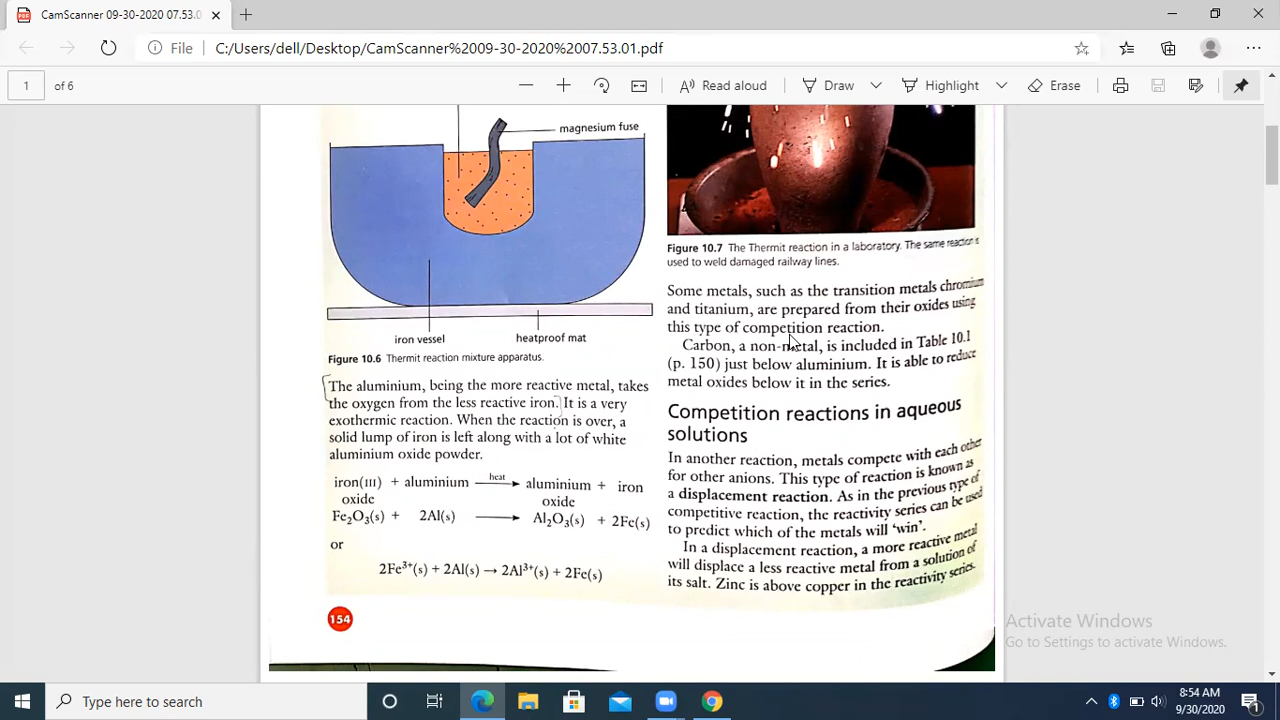 CamScanner 09-30-2020 07.53.0
File
C:/Users/dell/Desktop/CamScanner%2009-30-2020%2007.53.01.pdf
1 of 6
Read aloud
Draw
Highlight
Erase
magnesium fuse
iron vessel
heatproof mat
Figure 10.6 Thermit reaction mixture apparatus.
The aluminium, being the more reactive metal, takes
the oxygen from the less reactive iron. It is a very
exothermic reaction. When the reaction is over, a
solid lump of iron is left along with a lot of white
aluminium oxide powder.
iron(III) + aluminium heat→ aluminium + iron
oxide oxide
Fe₂O₃(s) + 2Al(s) → Al₂O₃(s) + 2Fe(s)
or
2Fe³⁺(s) + 2Al(s) → 2Al³⁺(s) + 2Fe(s)
154
Figure 10.7 The Thermit reaction in a laboratory. The same reaction is
used to weld damaged railway lines.
Some metals, such as the transition metals chromium
and titanium, are prepared from their oxides using
this type of competition reaction.
Carbon, a non-metal, is included in Table 10.1
(p. 150) just below aluminium. It is able to reduce
metal oxides below it in the series.
Competition reactions in aqueous
solutions
In another reaction, metals compete with each other
for other anions. This type of reaction is known as
a displacement reaction. As in the previous type of
competitive reaction, the reactivity series can be used
to predict which of the metals will ‘win’.
In a displacement reaction, a more reactive metal
will displace a less reactive metal from a solution of
its salt. Zinc is above copper in the reactivity series.
Activate Windows
Go to Settings to activate Windows.
Type here to search
8:54 AM
9/30/2020